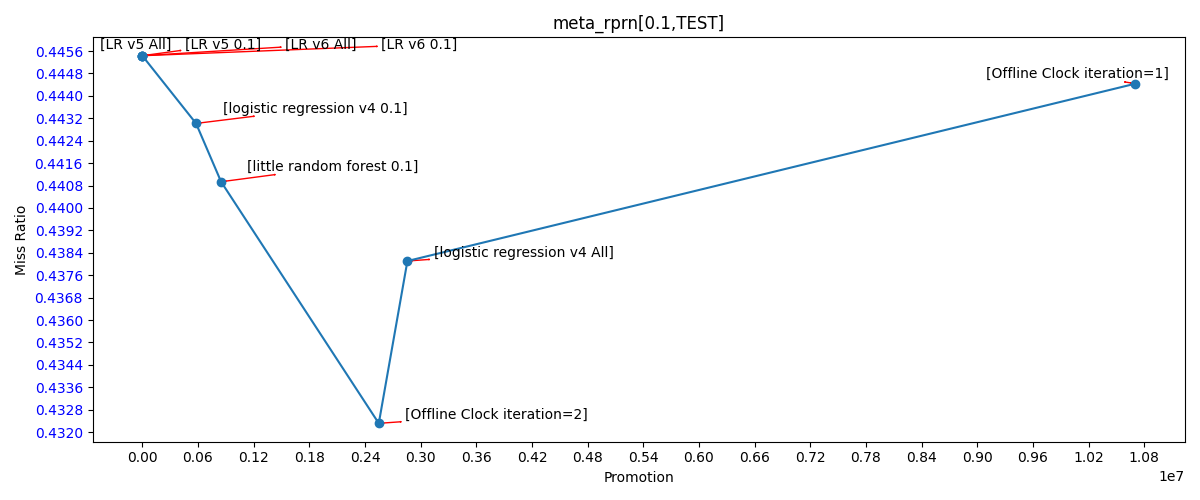 meta_rprn[0.1,TEST]
[LR v5 All] [LR v5 0.1] [LR v6 All] [LR v6 0.1]
[Offline Clock iteration=1]
[logistic regression v4 0.1]
[little random forest 0.1]
[logistic regression v4 All]
[Offline Clock iteration=2]
Miss Ratio
0.4456
0.4448
0.4440
0.4432
0.4424
0.4416
0.4408
0.4400
0.4392
0.4384
0.4376
0.4368
0.4360
0.4352
0.4344
0.4336
0.4328
0.4320
0.00 0.06 0.12 0.18 0.24 0.30 0.36 0.42 0.48 0.54 0.60 0.66 0.72 0.78 0.84 0.90 0.96 1.02 1.08
1e7
Promotion